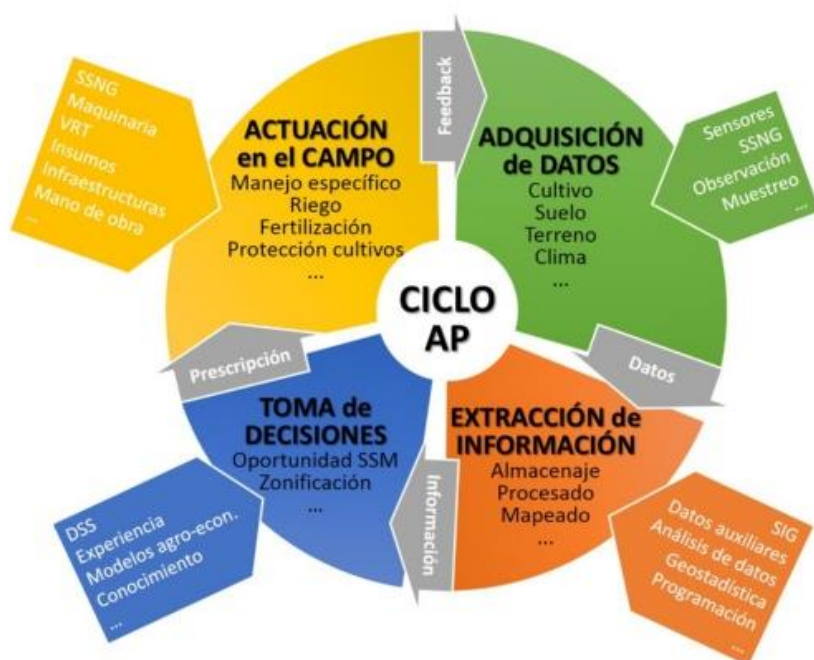 SSNG
Maquinaria
VRT
Insumos
Infraestructuras
Mano de obra
...
ACTUACIÓN
en el CAMPO
Manejo específico
Riego
Fertilización
Protección cultivos
...
Feedback
ADQUISICIÓN
de DATOS
Cultivo
Suelo
Terreno
Clima
...
Sensores
SSNG
Observación
Muestreo
...
CICLO
AP
Prescripción
Datos
TOMA de
DECISIONES
Oportunidad SSM
Zonificación
...
Información
EXTRACCIÓN de
INFORMACIÓN
Almacenaje
Procesado
Mapeado
...
DSS
Experiencia
Modelos agro-econ.
Conocimiento
...
SIG
Datos auxiliares
Análisis de datos
Geostadística
Programación
...